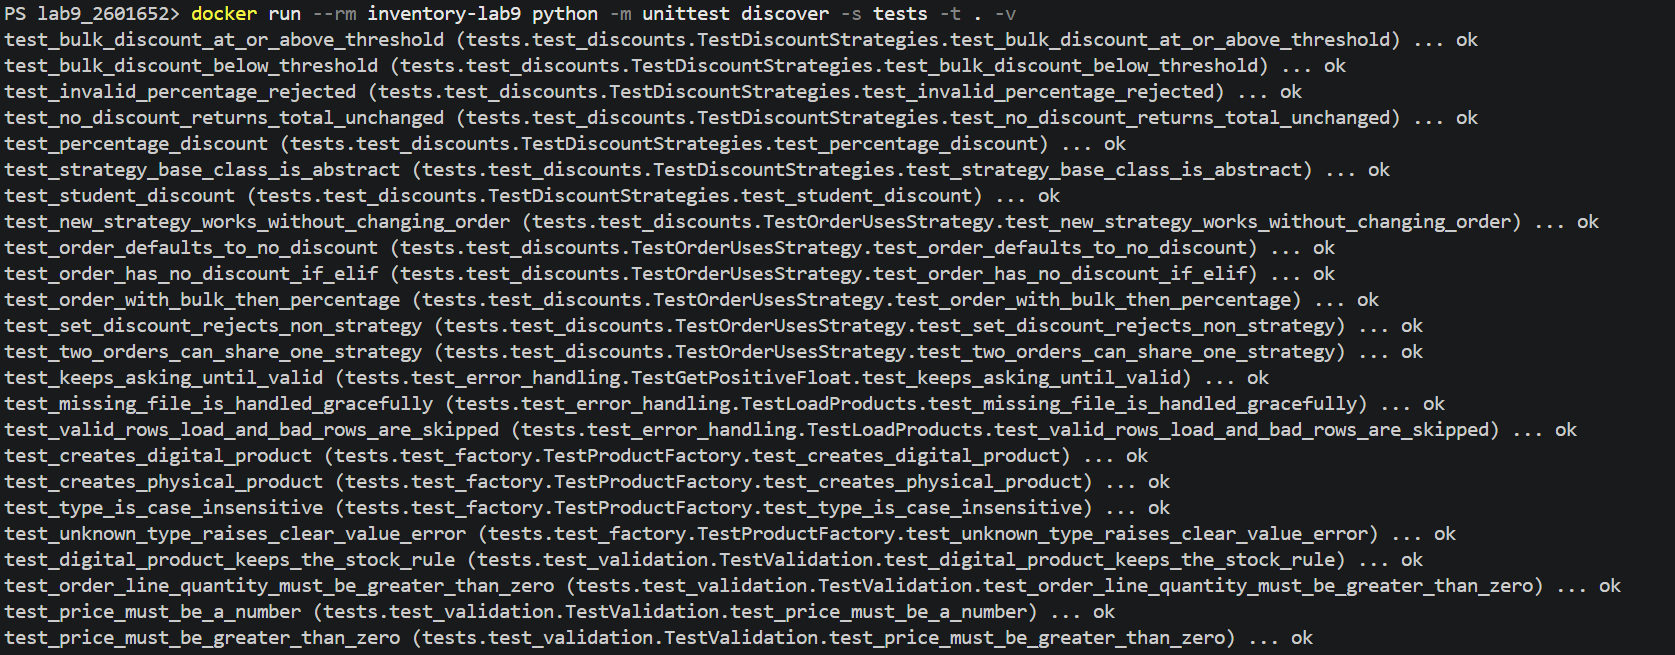 PS lab9_2601652> docker run --rm inventory-lab9 python -m unittest discover -s tests -t . -v
test_bulk_discount_at_or_above_threshold (tests.test_discounts.TestDiscountStrategies.test_bulk_discount_at_or_above_threshold) ... ok
test_bulk_discount_below_threshold (tests.test_discounts.TestDiscountStrategies.test_bulk_discount_below_threshold) ... ok
test_invalid_percentage_rejected (tests.test_discounts.TestDiscountStrategies.test_invalid_percentage_rejected) ... ok
test_no_discount_returns_total_unchanged (tests.test_discounts.TestDiscountStrategies.test_no_discount_returns_total_unchanged) ... ok
test_percentage_discount (tests.test_discounts.TestDiscountStrategies.test_percentage_discount) ... ok
test_strategy_base_class_is_abstract (tests.test_discounts.TestDiscountStrategies.test_strategy_base_class_is_abstract) ... ok
test_student_discount (tests.test_discounts.TestDiscountStrategies.test_student_discount) ... ok
test_new_strategy_works_without_changing_order (tests.test_discounts.TestOrderUsesStrategy.test_new_strategy_works_without_changing_order) ... ok
test_order_defaults_to_no_discount (tests.test_discounts.TestOrderUsesStrategy.test_order_defaults_to_no_discount) ... ok
test_order_has_no_discount_if_elif (tests.test_discounts.TestOrderUsesStrategy.test_order_has_no_discount_if_elif) ... ok
test_order_with_bulk_then_percentage (tests.test_discounts.TestOrderUsesStrategy.test_order_with_bulk_then_percentage) ... ok
test_set_discount_rejects_non_strategy (tests.test_discounts.TestOrderUsesStrategy.test_set_discount_rejects_non_strategy) ... ok
test_two_orders_can_share_one_strategy (tests.test_discounts.TestOrderUsesStrategy.test_two_orders_can_share_one_strategy) ... ok
test_keeps_asking_until_valid (tests.test_error_handling.TestGetPositiveFloat.test_keeps_asking_until_valid) ... ok
test_missing_file_is_handled_gracefully (tests.test_error_handling.TestLoadProducts.test_missing_file_is_handled_gracefully) ... ok
test_valid_rows_load_and_bad_rows_are_skipped (tests.test_error_handling.TestLoadProducts.test_valid_rows_load_and_bad_rows_are_skipped) ... ok
test_creates_digital_product (tests.test_factory.TestProductFactory.test_creates_digital_product) ... ok
test_creates_physical_product (tests.test_factory.TestProductFactory.test_creates_physical_product) ... ok
test_type_is_case_insensitive (tests.test_factory.TestProductFactory.test_type_is_case_insensitive) ... ok
test_unknown_type_raises_clear_value_error (tests.test_factory.TestProductFactory.test_unknown_type_raises_clear_value_error) ... ok
test_digital_product_keeps_the_stock_rule (tests.test_validation.TestValidation.test_digital_product_keeps_the_stock_rule) ... ok
test_order_line_quantity_must_be_greater_than_zero (tests.test_validation.TestValidation.test_order_line_quantity_must_be_greater_than_zero) ... ok
test_price_must_be_a_number (tests.test_validation.TestValidation.test_price_must_be_a_number) ... ok
test_price_must_be_greater_than_zero (tests.test_validation.TestValidation.test_price_must_be_greater_than_zero) ... ok